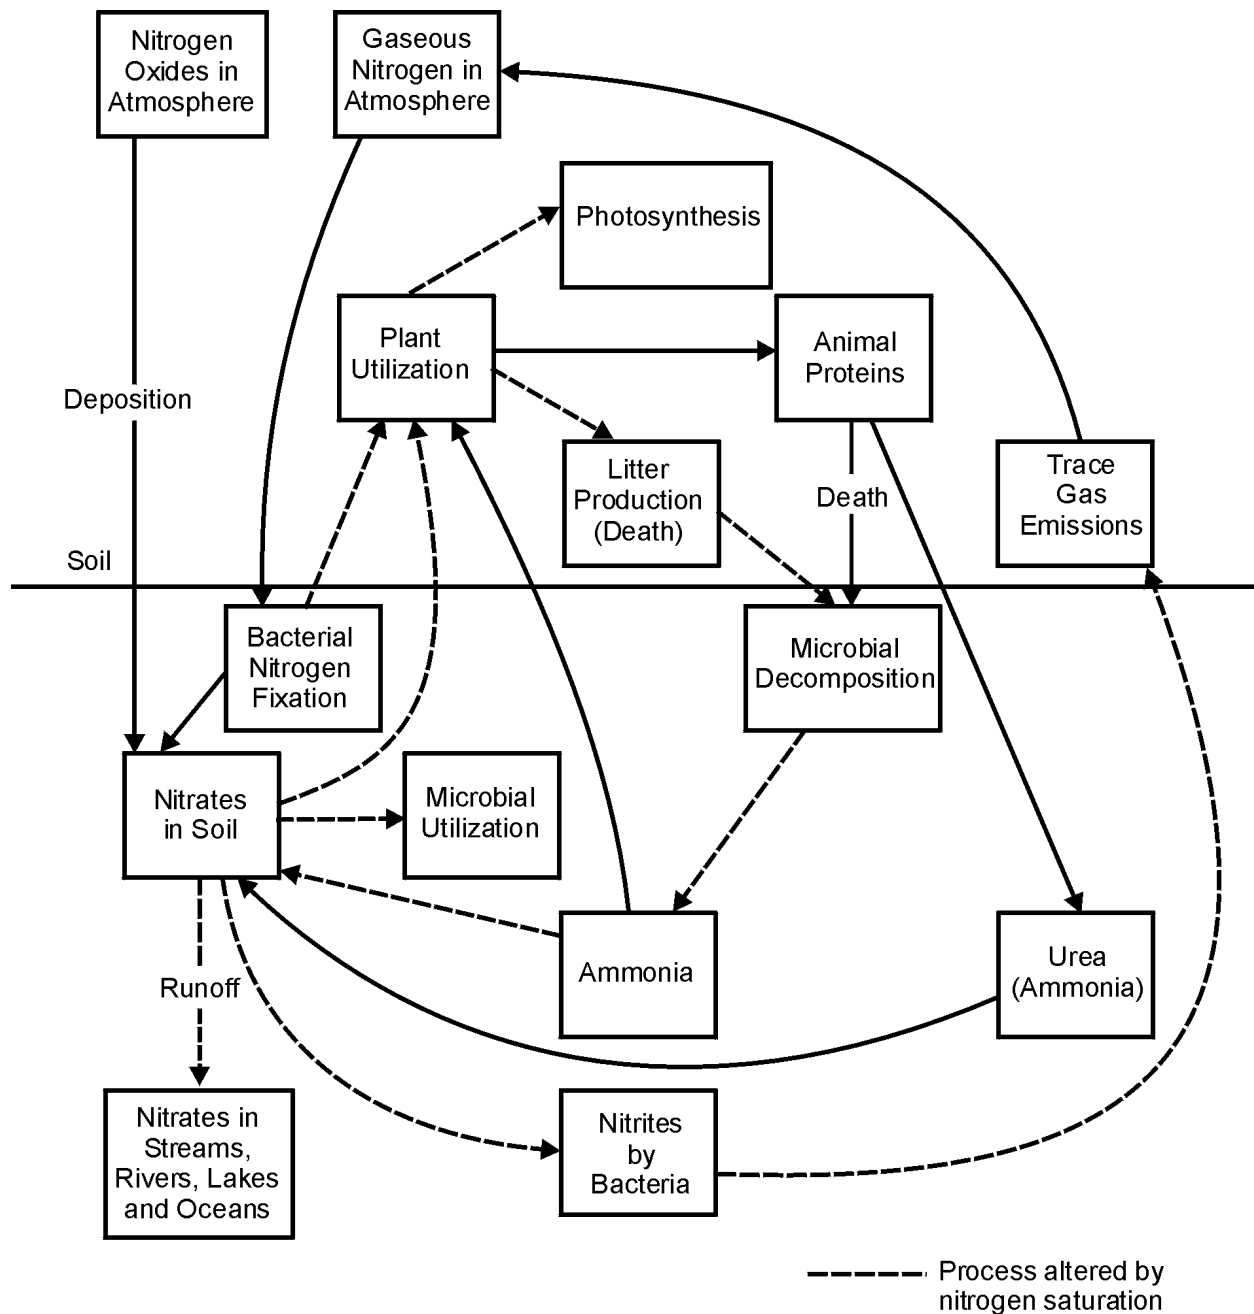 Nitrogen
Oxides in
Atmosphere
Gaseous
Nitrogen in
Atmosphere
Photosynthesis
Plant
Utilization
Animal
Proteins
Deposition
Litter
Production
(Death)
Death
Trace
Gas
Emissions
Soil
Bacterial
Nitrogen
Fixation
Microbial
Decomposition
Nitrates
in Soil
Microbial
Utilization
Ammonia
Urea
(Ammonia)
Runoff
Nitrates in
Streams,
Rivers, Lakes
and Oceans
Nitrites
by
Bacteria
Process altered by
nitrogen saturation